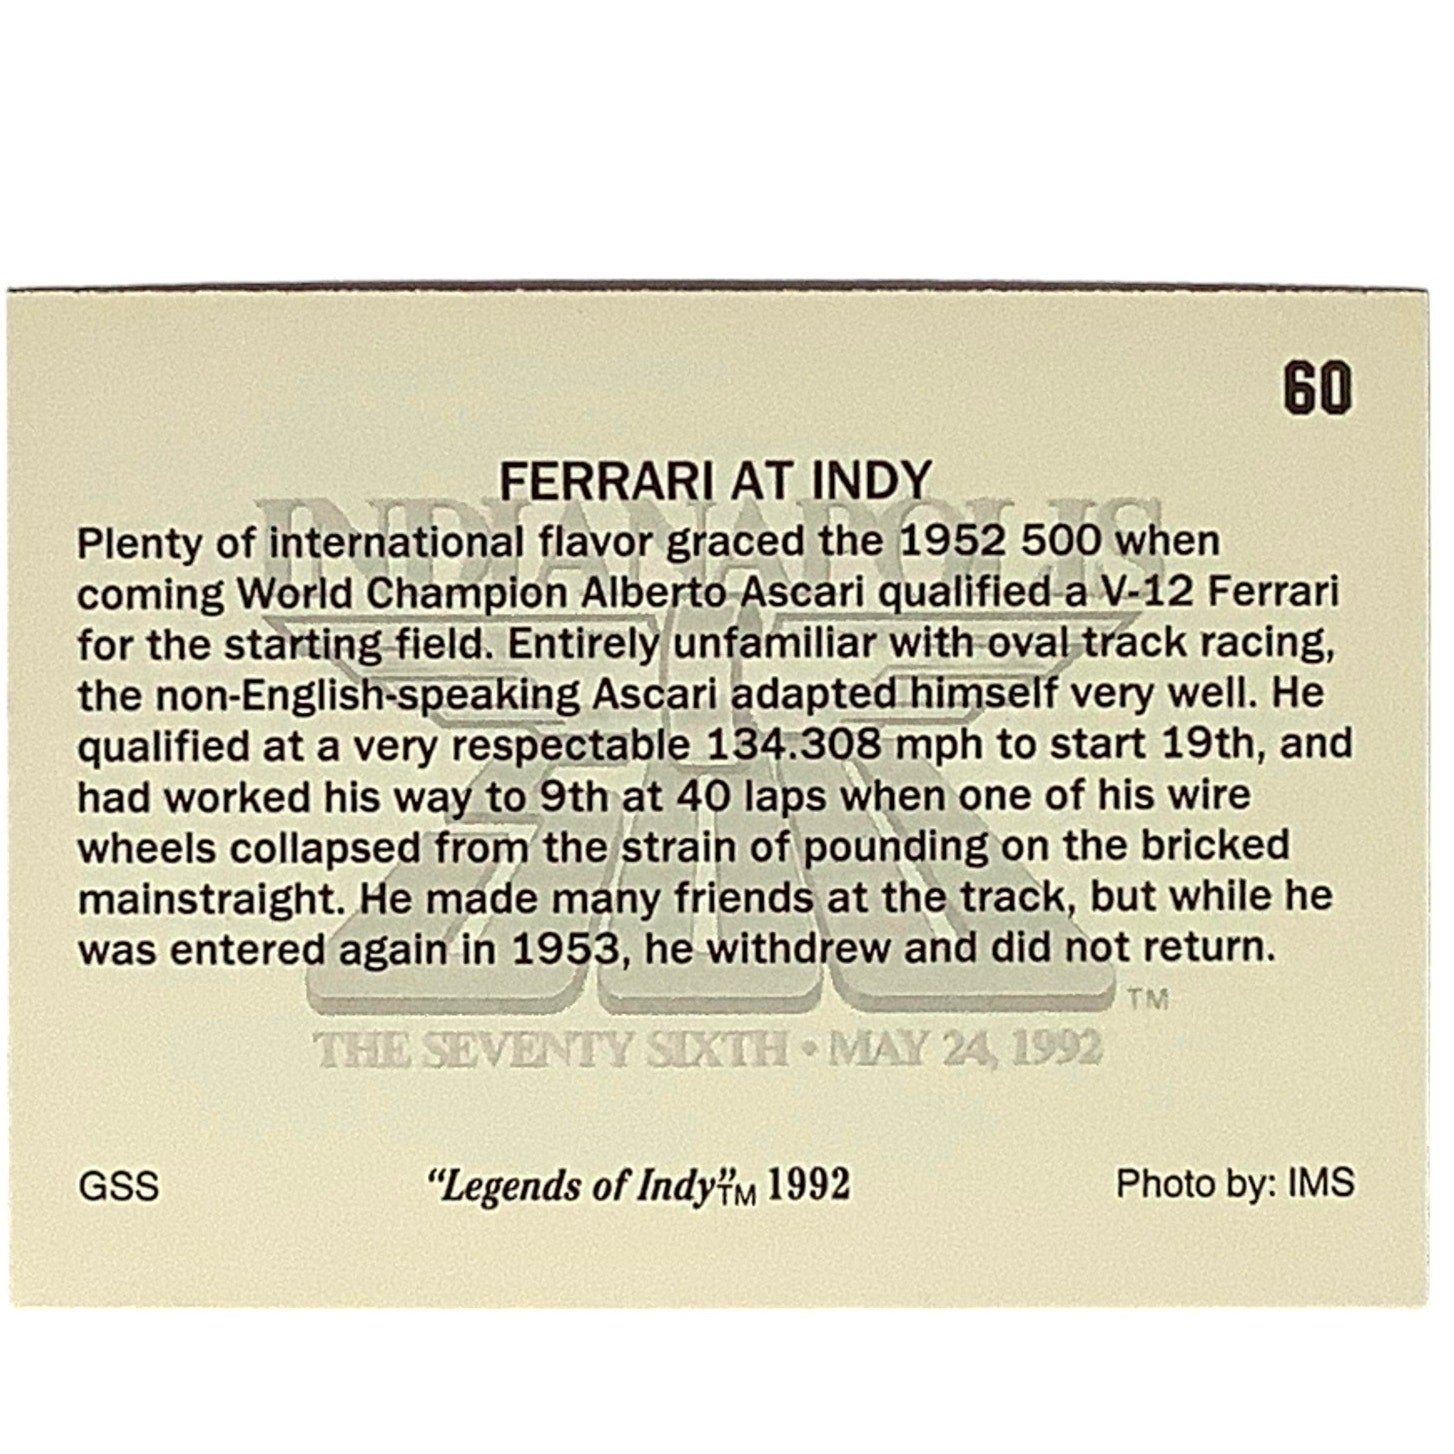 60
FERRARI AT INDY
INDIANAPOLIS
Plenty of international flavor graced the 1952 500 when
coming World Champion Alberto Ascari qualified a V-12 Ferrari
for the starting field. Entirely unfamiliar with oval track racing,
the non-English-speaking Ascari adapted himself very well. He
qualified at a very respectable 134.308 mph to start 19th, and
had worked his way to 9th at 40 laps when one of his wire
wheels collapsed from the strain of pounding on the bricked
mainstraight. He made many friends at the track, but while he
was entered again in 1953, he withdrew and did not return.
500
TM
THE SEVENTY SIXTH • MAY 24, 1992
GSS “Legends of Indy”TM 1992 Photo by: IMS